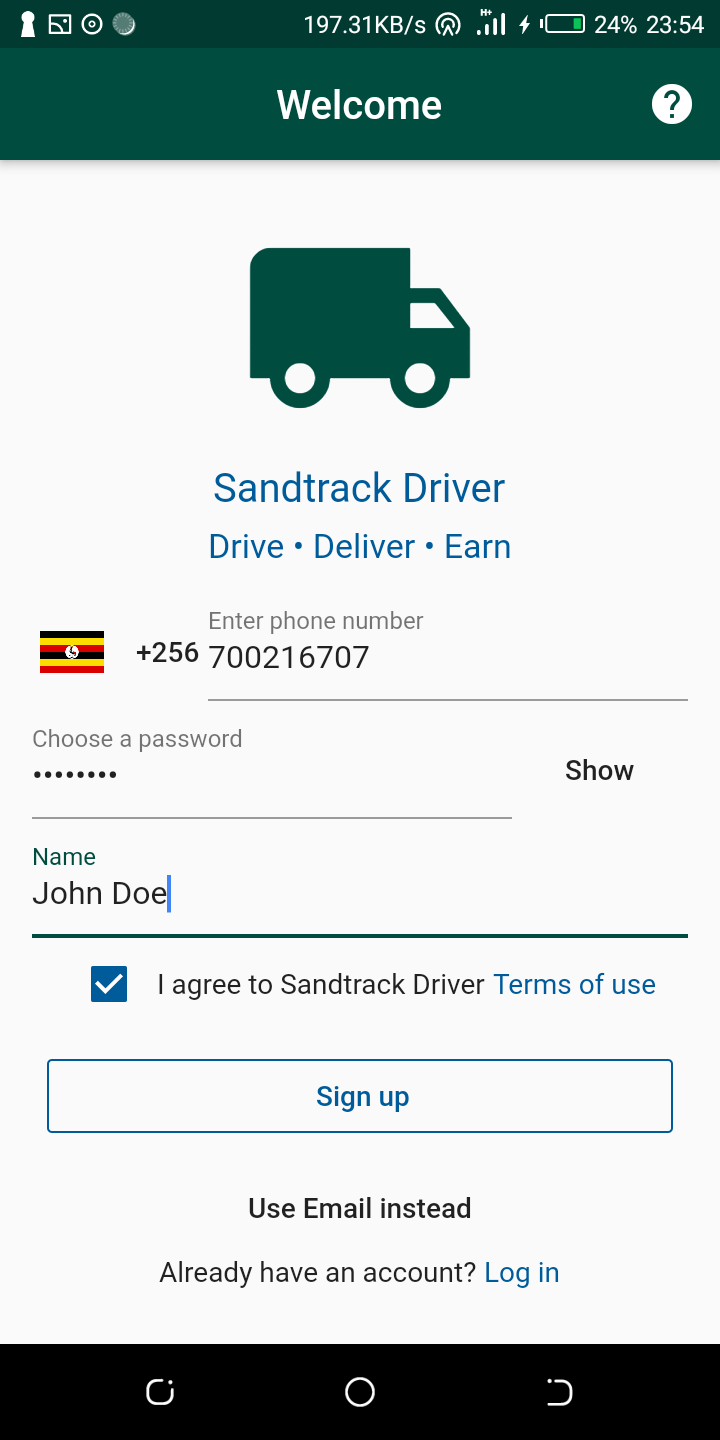 197.31KB/s H+ 24% 23:54
Welcome
?
Sandtrack Driver
Drive • Deliver • Earn
Enter phone number
+256 700216707
Choose a password
•••••••• Show
Name
John Doe
I agree to Sandtrack Driver Terms of use
Sign up
Use Email instead
Already have an account? Log in